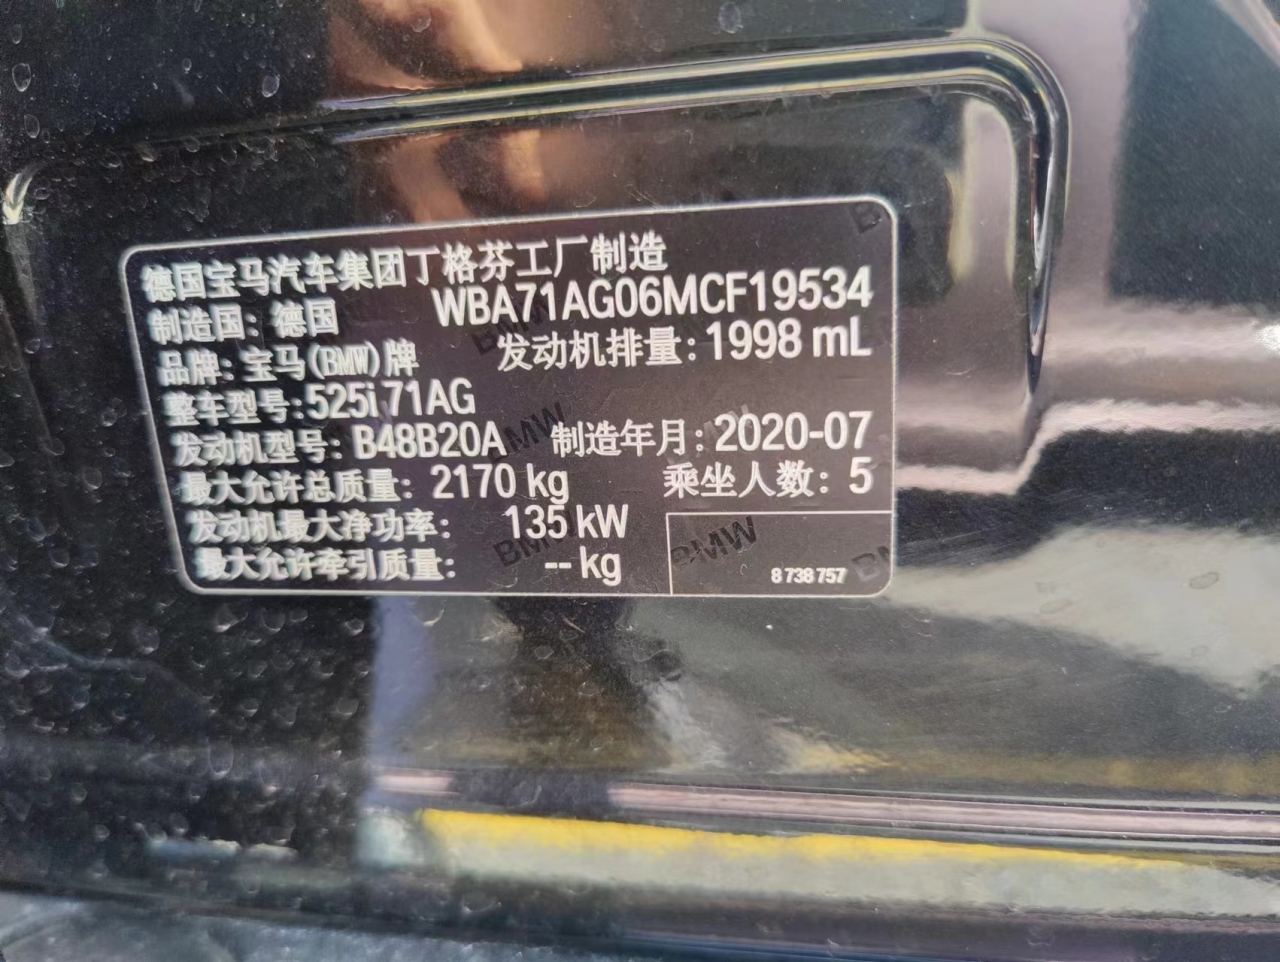 德国宝马汽车集团丁格芬工厂制造
制造国：德国 WBA71AG06MCF19534
品牌：宝马(BMW)牌 发动机排量：1998 mL
整车型号：525i 71AG
发动机型号：B48B20A 制造年月：2020-07
最大允许总质量：2170 kg 乘坐人数：5
发动机最大净功率： 135 kW
最大允许牵引质量： -- kg
8 738 757
BMW
BMW
BMW
BMW